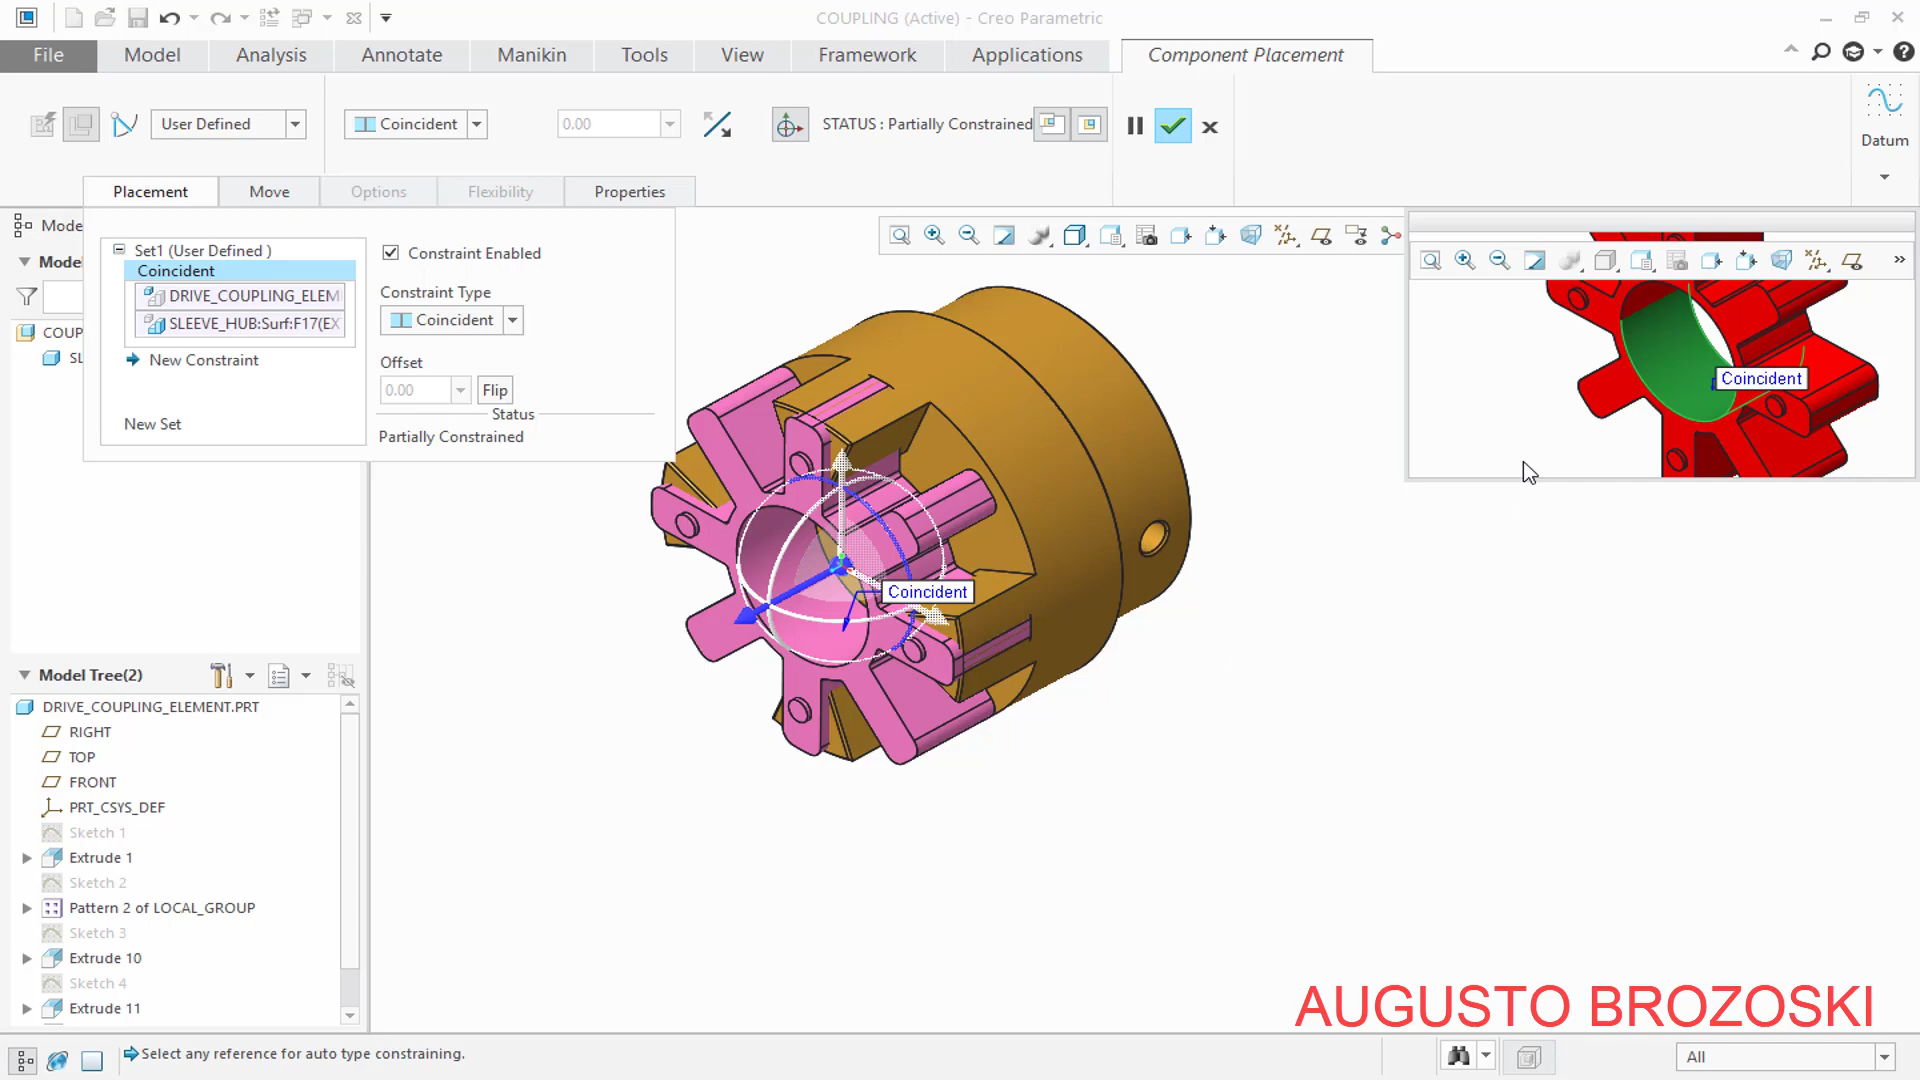 COUPLING (Active) - Creo Parametric
File
Model
Analysis
Annotate
Manikin
Tools
View
Framework
Applications
Component Placement
User Defined
Coincident
0.00
STATUS : Partially Constrained
Datum
Placement
Move
Options
Flexibility
Properties
Set1 (User Defined )
Coincident
DRIVE_COUPLING_ELEM
SLEEVE_HUB:Surf:F17(EX
New Constraint
New Set
Constraint Enabled
Constraint Type
Coincident
Offset
0.00
Flip
Status
Partially Constrained
Coincident
Coincident
Model Tree(2)
DRIVE_COUPLING_ELEMENT.PRT
RIGHT
TOP
FRONT
PRT_CSYS_DEF
Sketch 1
Extrude 1
Sketch 2
Pattern 2 of LOCAL_GROUP
Sketch 3
Extrude 10
Sketch 4
Extrude 11
AUGUSTO BROZOSKI
Select any reference for auto type constraining.
All